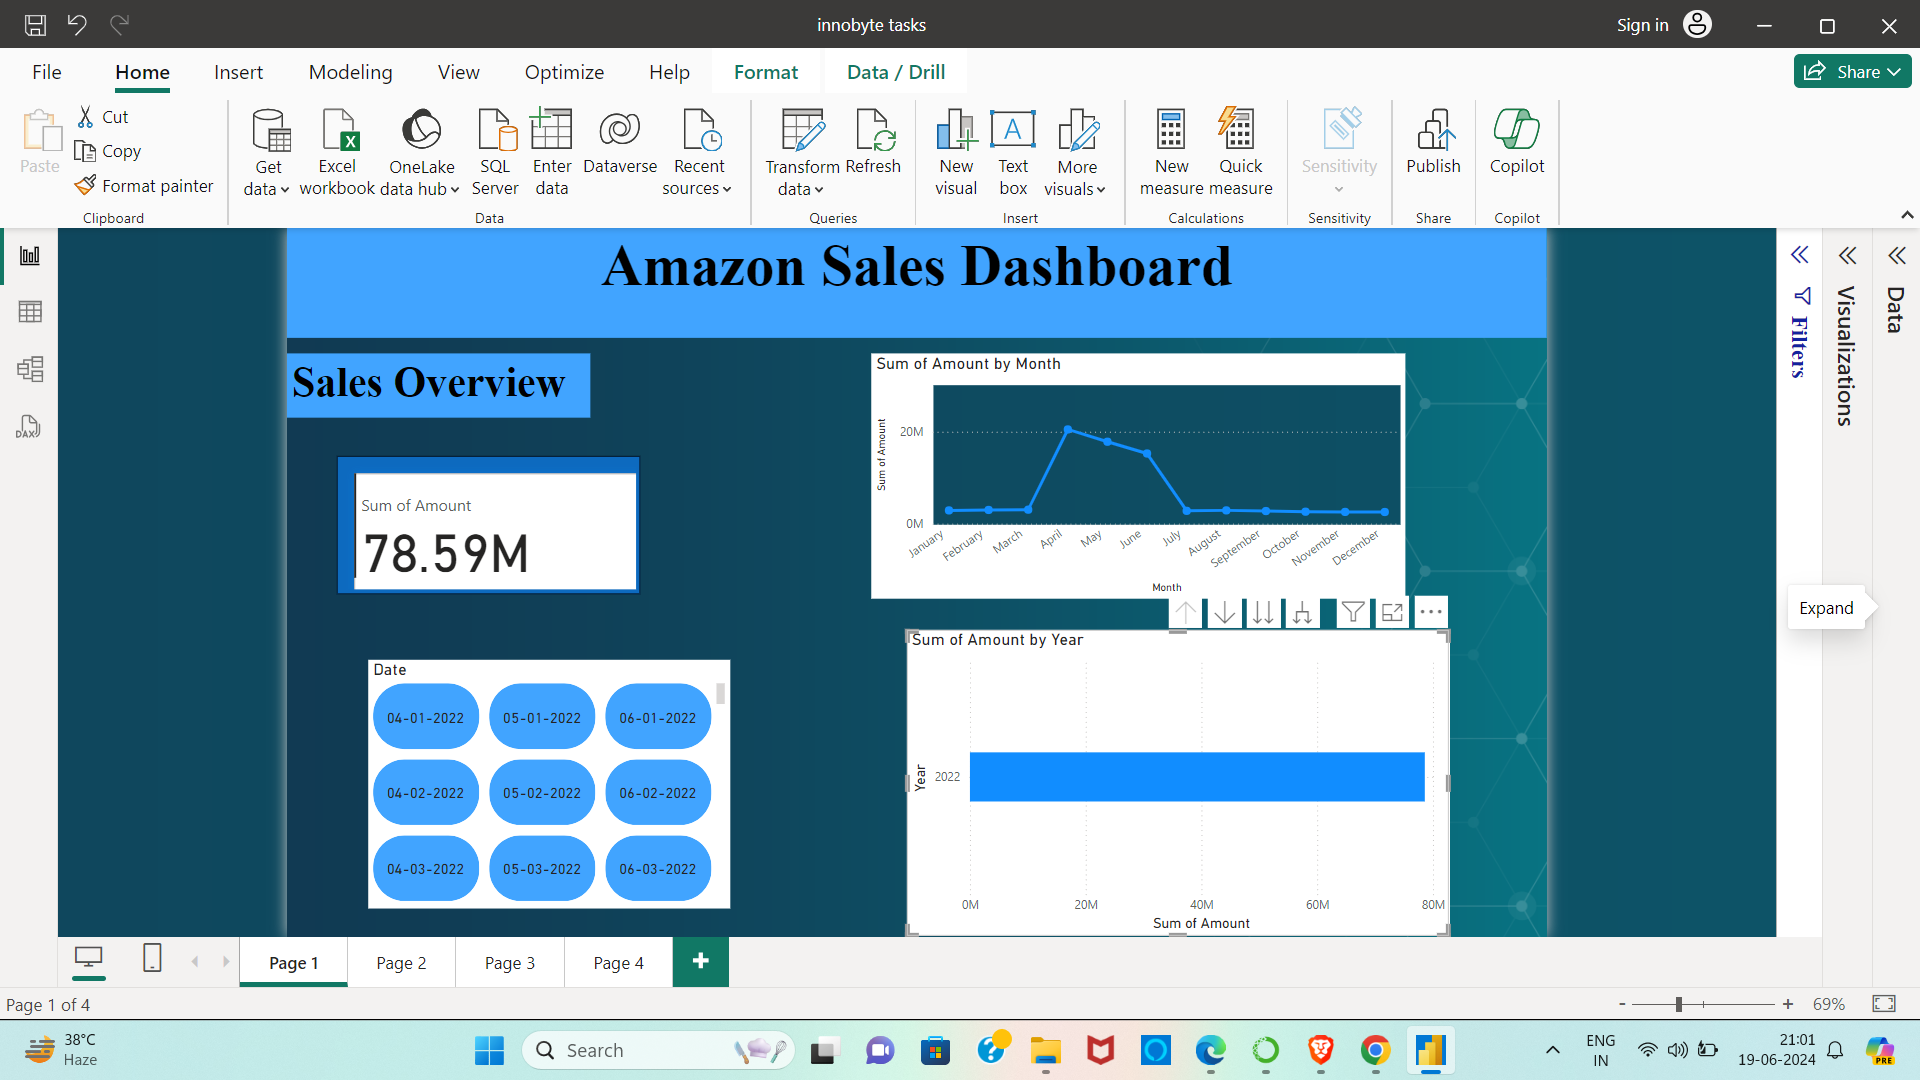 innobyte tasks
Sign in
File Home Insert Modeling View Optimize Help Format Data / Drill
Share
Paste
Cut
Copy
Format painter
Clipboard
Get data
Excel workbook
OneLake data hub
SQL Server
Enter data
Dataverse
Recent sources
Data
Transform data
Refresh
Queries
New visual
Text box
A
More visuals
Insert
New measure
Quick measure
Calculations
Sensitivity
Sensitivity
Publish
Share
Copilot
Copilot
DAX
Amazon Sales Dashboard
Sales Overview
Sum of Amount
78.59M
Date
04-01-2022 05-01-2022 06-01-2022
04-02-2022 05-02-2022 06-02-2022
04-03-2022 05-03-2022 06-03-2022
Sum of Amount by Month
Sum of Amount
20M
0M
January February March April May June July August September October November December
Month
Sum of Amount by Year
Year
2022
0M 20M 40M 60M 80M
Sum of Amount
Filters
Visualizations
Data
Expand
Page 1 Page 2 Page 3 Page 4 +
Page 1 of 4
- + 69%
38°C
Haze
Search
ENG
IN
21:01
19-06-2024
PRE